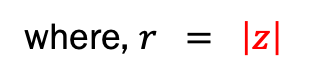 where, r = |z|